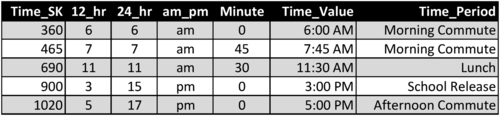 Time_SK 12_hr 24_hr am_pm Minute Time_Value Time_Period
360 6 6 am 0 6:00 AM Morning Commute
465 7 7 am 45 7:45 AM Morning Commute
690 11 11 am 30 11:30 AM Lunch
900 3 15 pm 0 3:00 PM School Release
1020 5 17 pm 0 5:00 PM Afternoon Commute